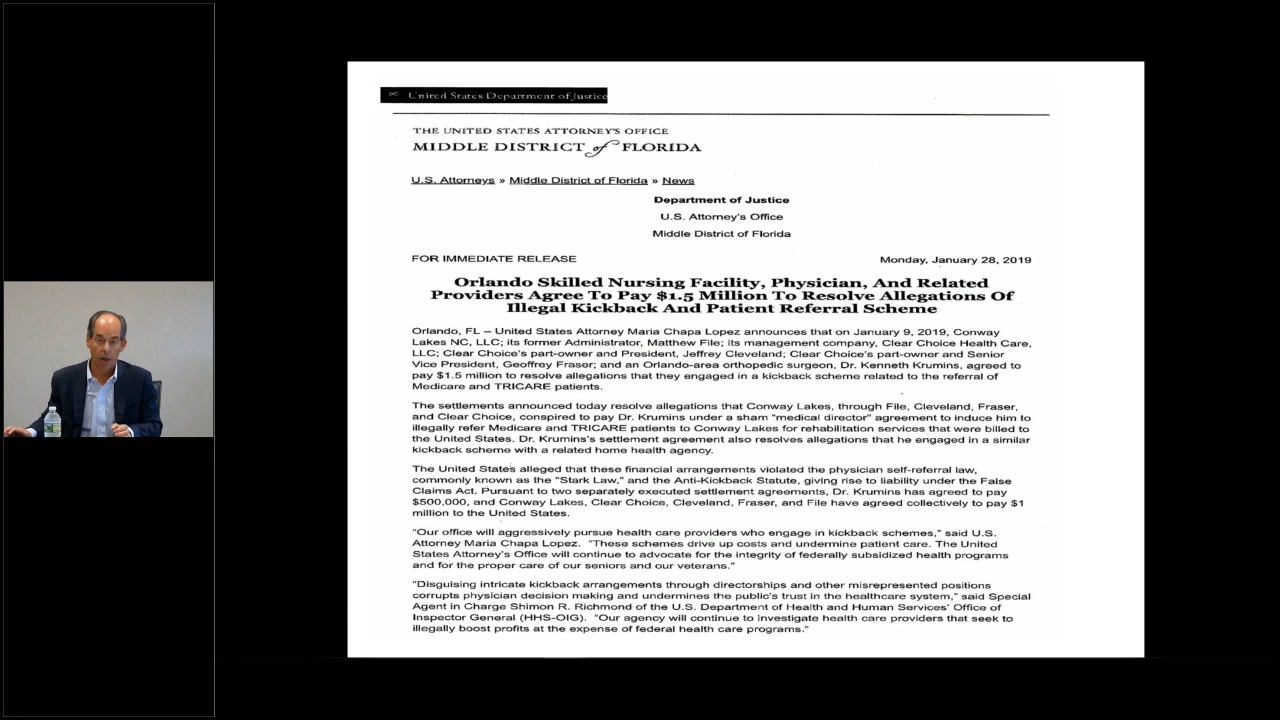 United States Department of Justice
THE UNITED STATES ATTORNEY'S OFFICE
MIDDLE DISTRICT of FLORIDA
U.S. Attorneys » Middle District of Florida » News
Department of Justice
U.S. Attorney's Office
Middle District of Florida
FOR IMMEDIATE RELEASE Monday, January 28, 2019
Orlando Skilled Nursing Facility, Physician, And Related
Providers Agree To Pay $1.5 Million To Resolve Allegations Of
Illegal Kickback And Patient Referral Scheme
Orlando, FL – United States Attorney Maria Chapa Lopez announces that on January 9, 2019, Conway
Lakes NC, LLC; its former Administrator, Matthew File; its management company, Clear Choice Health Care,
LLC; Clear Choice's part-owner and President, Jeffrey Cleveland; Clear Choice's part-owner and Senior
Vice President, Geoffrey Fraser; and an Orlando-area orthopedic surgeon, Dr. Kenneth Krumins, agreed to
pay $1.5 million to resolve allegations that they engaged in a kickback scheme related to the referral of
Medicare and TRICARE patients.
The settlements announced today resolve allegations that Conway Lakes, through File, Cleveland, Fraser,
and Clear Choice, conspired to pay Dr. Krumins under a sham "medical director" agreement to induce him to
illegally refer Medicare and TRICARE patients to Conway Lakes for rehabilitation services that were billed to
the United States. Dr. Krumins's settlement agreement also resolves allegations that he engaged in a similar
kickback scheme with a related home health agency.
The United States alleged that these financial arrangements violated the physician self-referral law,
commonly known as the "Stark Law," and the Anti-Kickback Statute, giving rise to liability under the False
Claims Act. Pursuant to two separately executed settlement agreements, Dr. Krumins has agreed to pay
$500,000, and Conway Lakes, Clear Choice, Cleveland, Fraser, and File have agreed collectively to pay $1
million to the United States.
"Our office will aggressively pursue health care providers who engage in kickback schemes," said U.S.
Attorney Maria Chapa Lopez. "These schemes drive up costs and undermine patient care. The United
States Attorney's Office will continue to advocate for the integrity of federally subsidized health programs
and for the proper care of our seniors and our veterans."
"Disguising intricate kickback arrangements through directorships and other misrepresented positions
corrupts physician decision making and undermines the public's trust in the healthcare system," said Special
Agent in Charge Shimon R. Richmond of the U.S. Department of Health and Human Services' Office of
Inspector General (HHS-OIG). "Our agency will continue to investigate health care providers that seek to
illegally boost profits at the expense of federal health care programs."